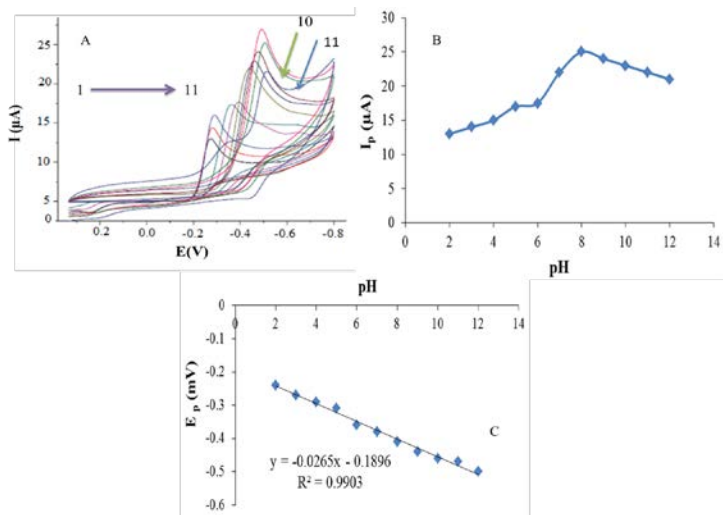 A
10
11
1 11
25
20
15
10
5
0
I (µA)
0.2 0.0 -0.2 -0.4 -0.6 -0.8
E(V)
B
30
25
20
15
10
5
0
I p (µA)
0 2 4 6 8 10 12 14
pH
pH
0 2 4 6 8 10 12 14
0
-0.1
-0.2
-0.3
-0.4
-0.5
-0.6
E p (mV)
C
y = -0.0265x - 0.1896
R² = 0.9903